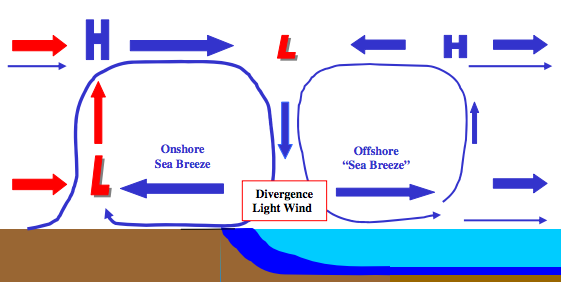 H
L
H
Onshore
Sea Breeze
Offshore
“Sea Breeze”
L
Divergence
Light Wind